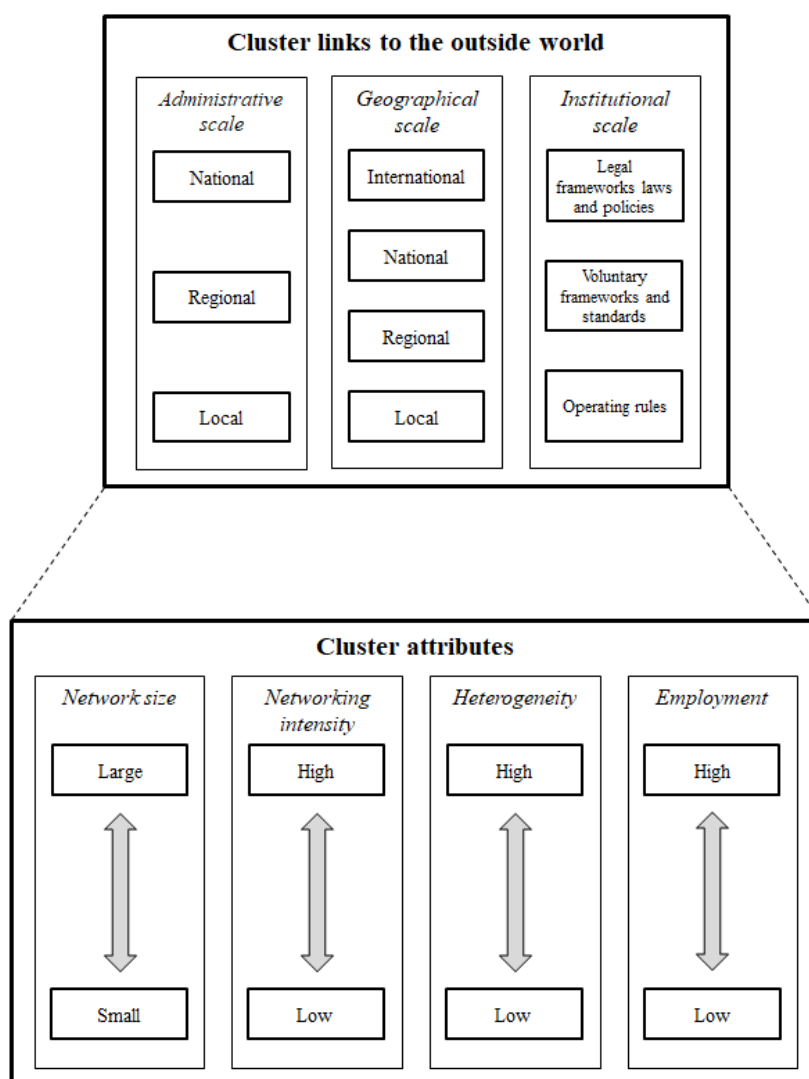 Cluster links to the outside world
Administrative
scale
National
Regional
Local
Geographical
scale
International
National
Regional
Local
Institutional
scale
Legal
frameworks laws
and policies
Voluntary
frameworks and
standards
Operating rules
Cluster attributes
Network size
Large
Small
Networking
intensity
High
Low
Heterogeneity
High
Low
Employment
High
Low